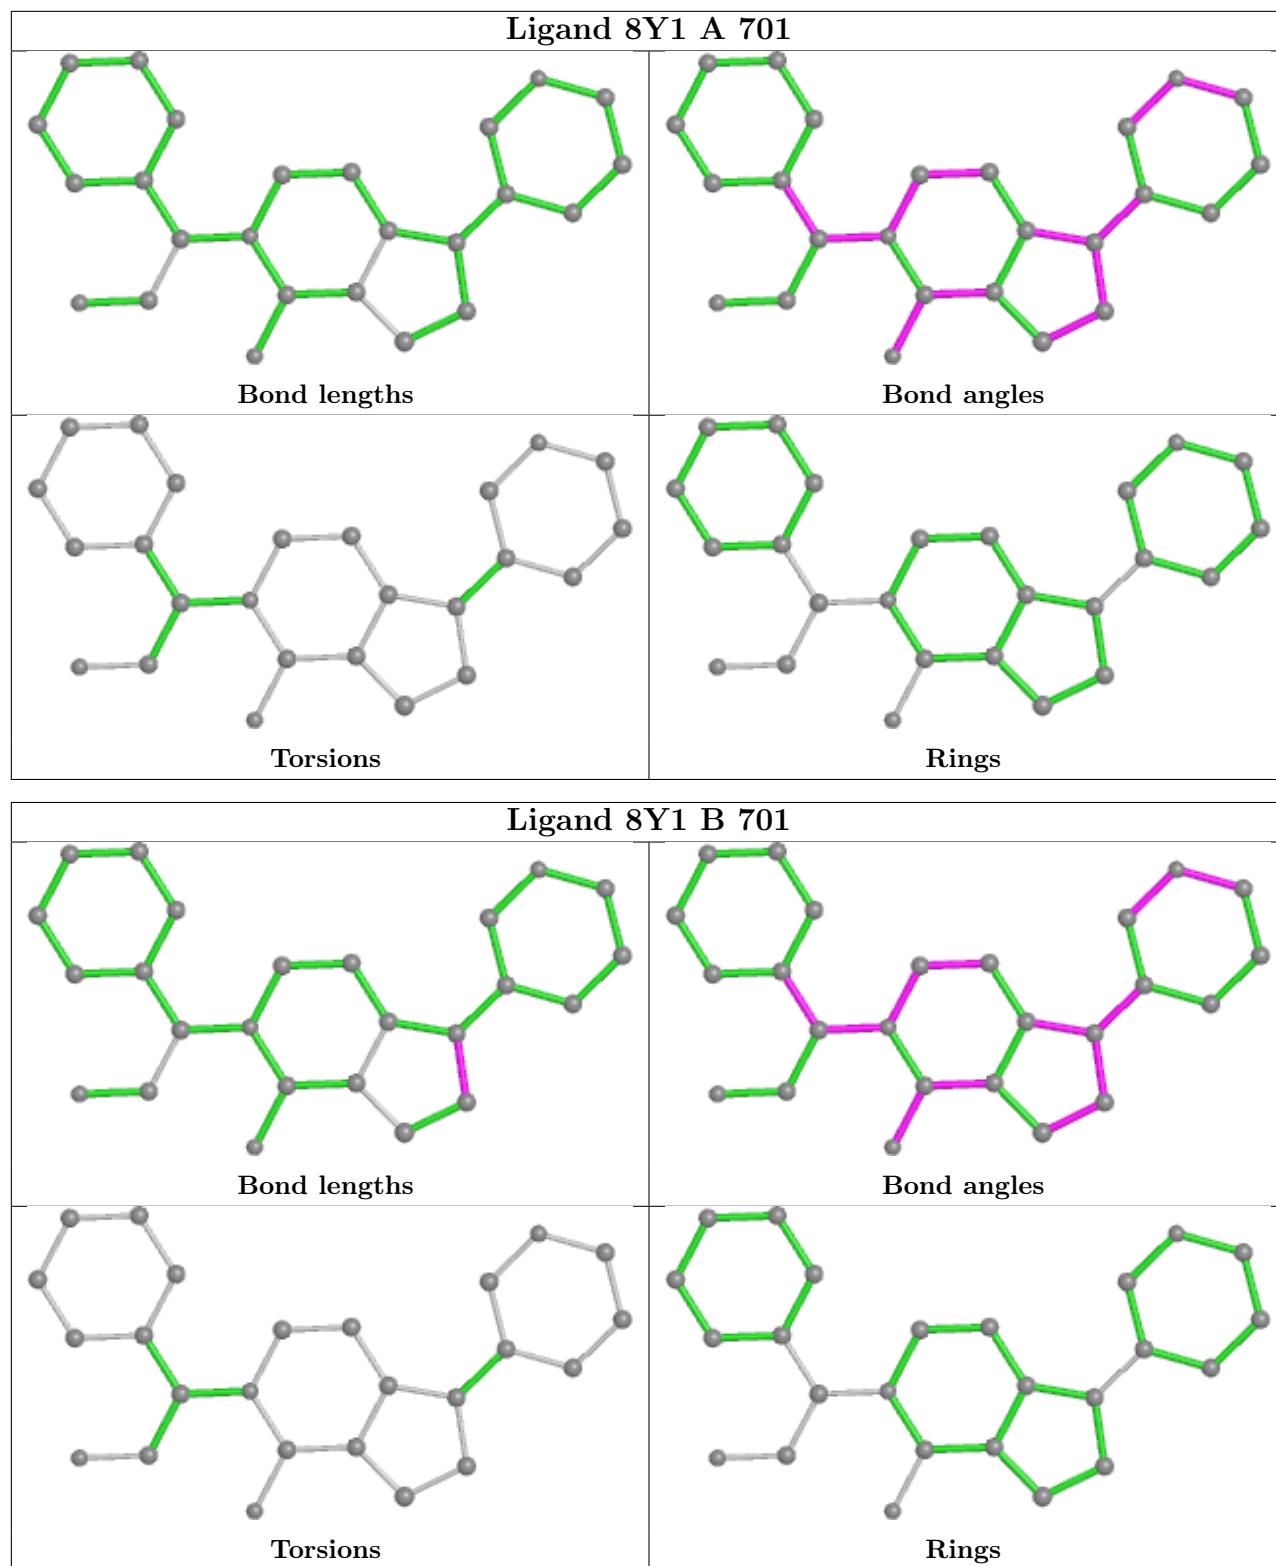 Ligand 8Y1 A 701
Bond lengths
Bond angles
Torsions
Rings
Ligand 8Y1 B 701
Bond lengths
Bond angles
Torsions
Rings